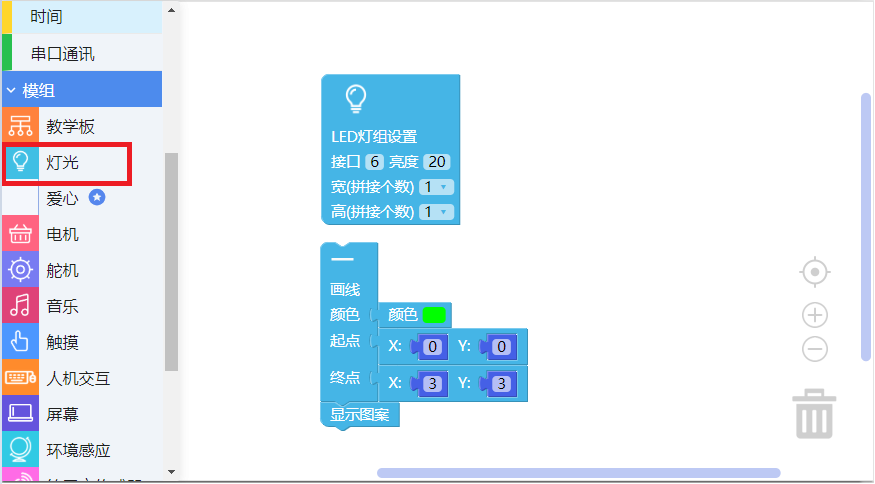 时间
串口通讯
模组
教学板
灯光
爱心
电机
舵机
音乐
触摸
人机交互
屏幕
环境感应
LED灯组设置
接口 6 亮度 20
宽(拼接个数) 1
高(拼接个数) 1
画线
颜色 颜色
起点 X: 0 Y: 0
终点 X: 3 Y: 3
显示图案